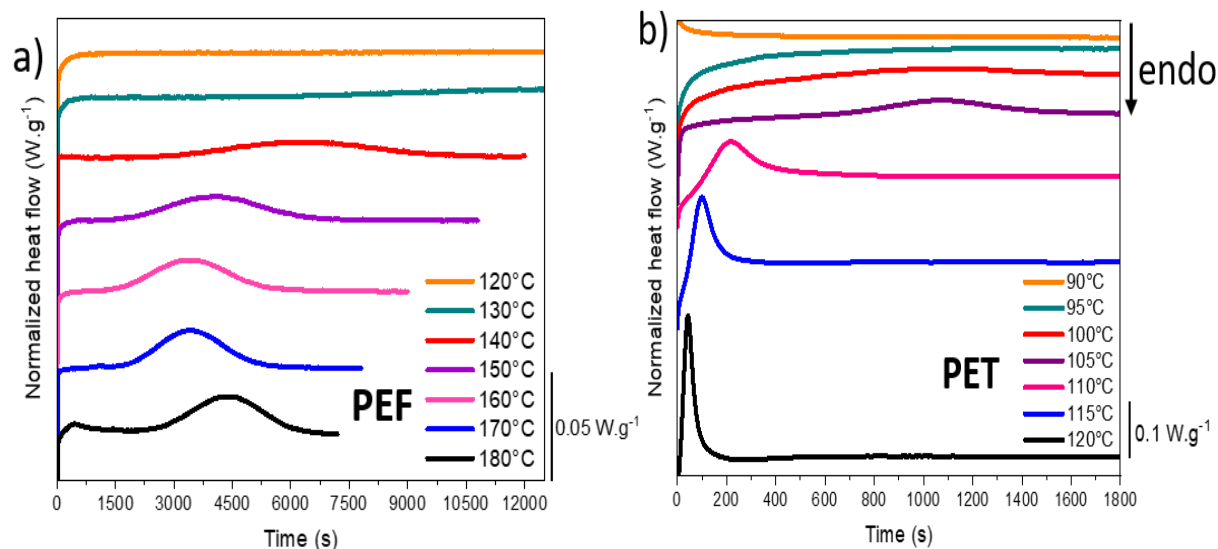 a)
Normalized heat flow (W.g⁻¹)
120°C
130°C
140°C
150°C
160°C
170°C
180°C
PEF
0.05 W.g⁻¹
0 1500 3000 4500 6000 7500 9000 10500 12000
Time (s)
b)
endo
Normalized heat flow (W.g⁻¹)
90°C
95°C
100°C
105°C
110°C
115°C
120°C
PET
0.1 W.g⁻¹
0 200 400 600 800 1000 1200 1400 1600 1800
Time (s)